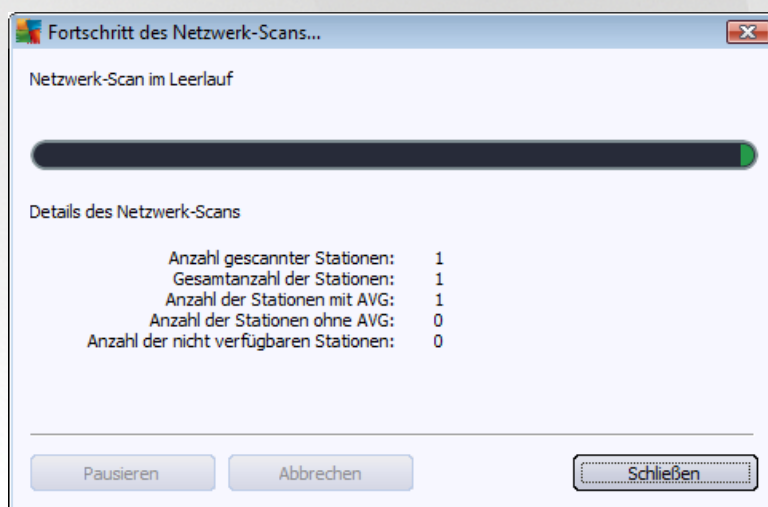 Fortschritt des Netzwerk-Scans...
Netzwerk-Scan im Leerlauf
Details des Netzwerk-Scans
Anzahl gescannter Stationen: 1
Gesamtanzahl der Stationen: 1
Anzahl der Stationen mit AVG: 1
Anzahl der Stationen ohne AVG: 0
Anzahl der nicht verfügbaren Stationen: 0
Pausieren Abbrechen Schließen